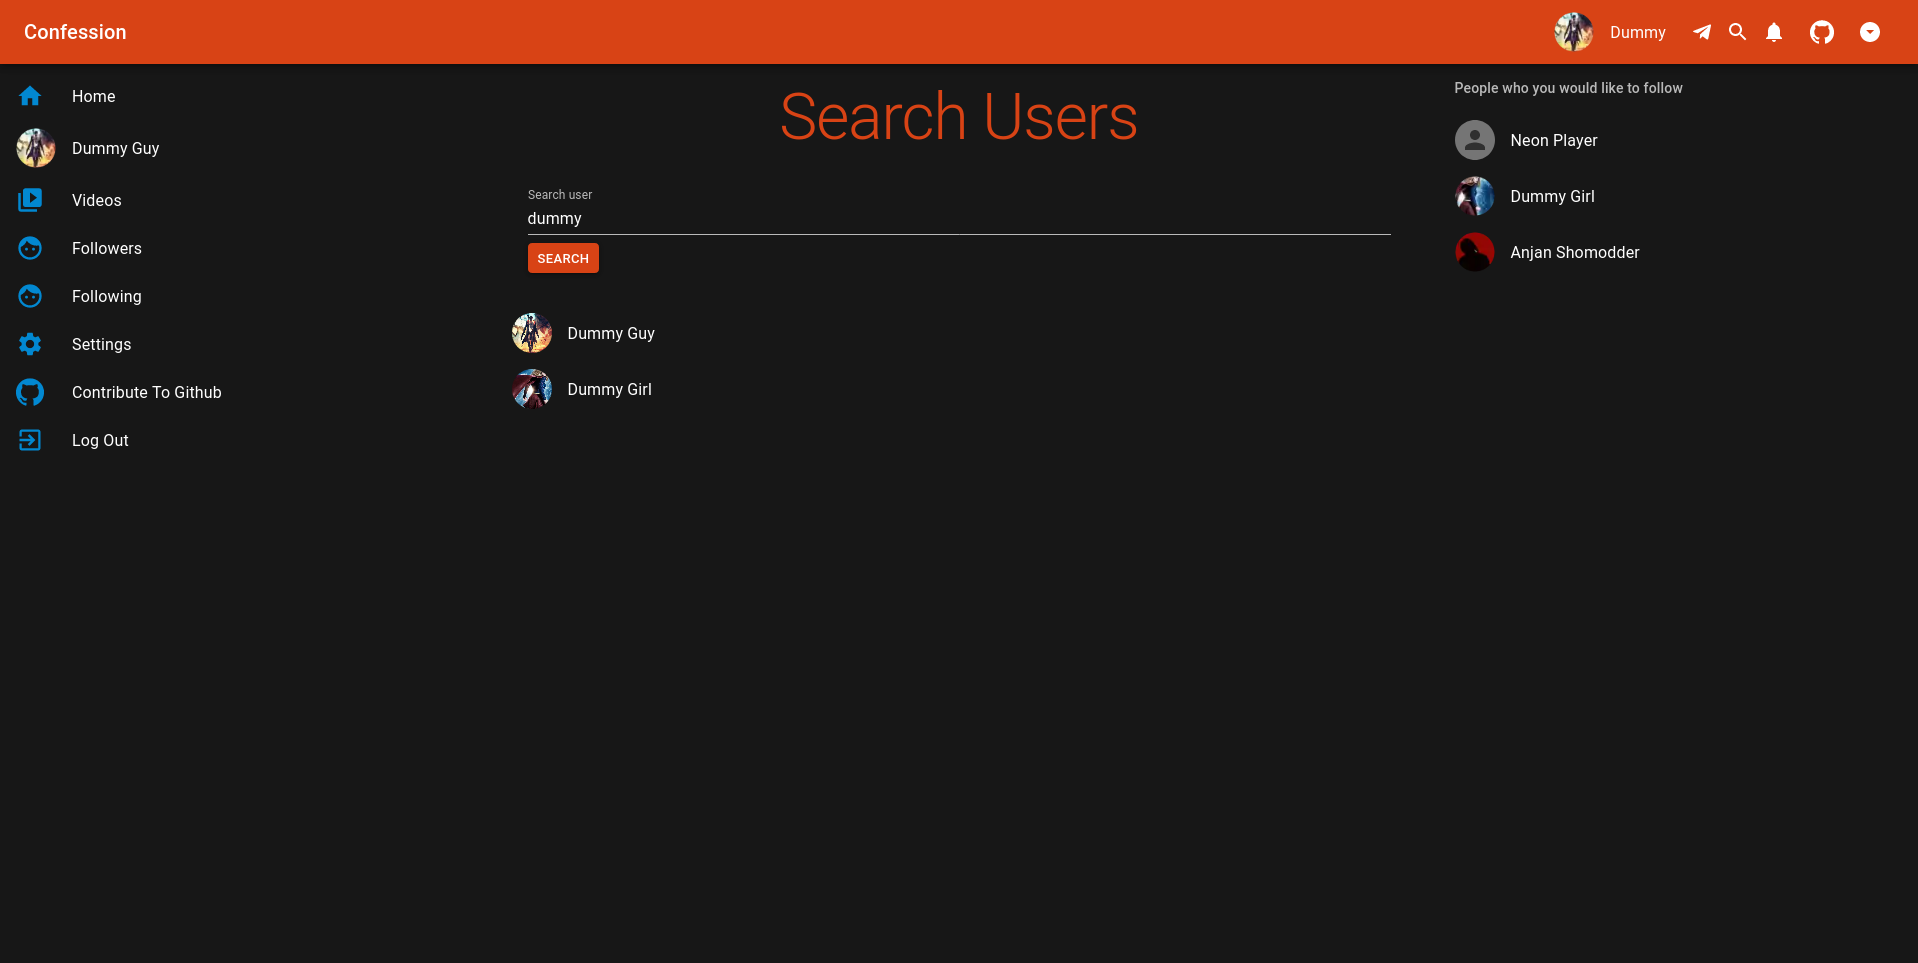 Confession
Dummy
Home
Dummy Guy
Videos
Followers
Following
Settings
Contribute To Github
Log Out
Search Users
Search user
dummy
SEARCH
Dummy Guy
Dummy Girl
People who you would like to follow
Neon Player
Dummy Girl
Anjan Shomodder